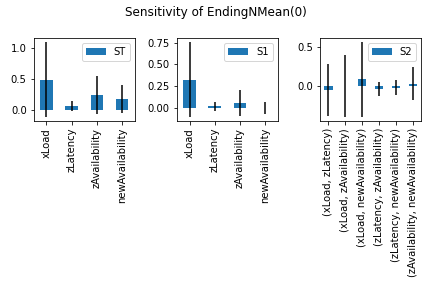 Sensitivity of EndingNMean(0)
ST
1.0
0.5
0.0
xLoad
zLatency
zAvailability
newAvailability
S1
0.75
0.50
0.25
0.00
xLoad
zLatency
zAvailability
newAvailability
S2
0.5
0.0
(xLoad, zLatency)
(xLoad, zAvailability)
(xLoad, newAvailability)
(zLatency, zAvailability)
(zLatency, newAvailability)
(zAvailability, newAvailability)